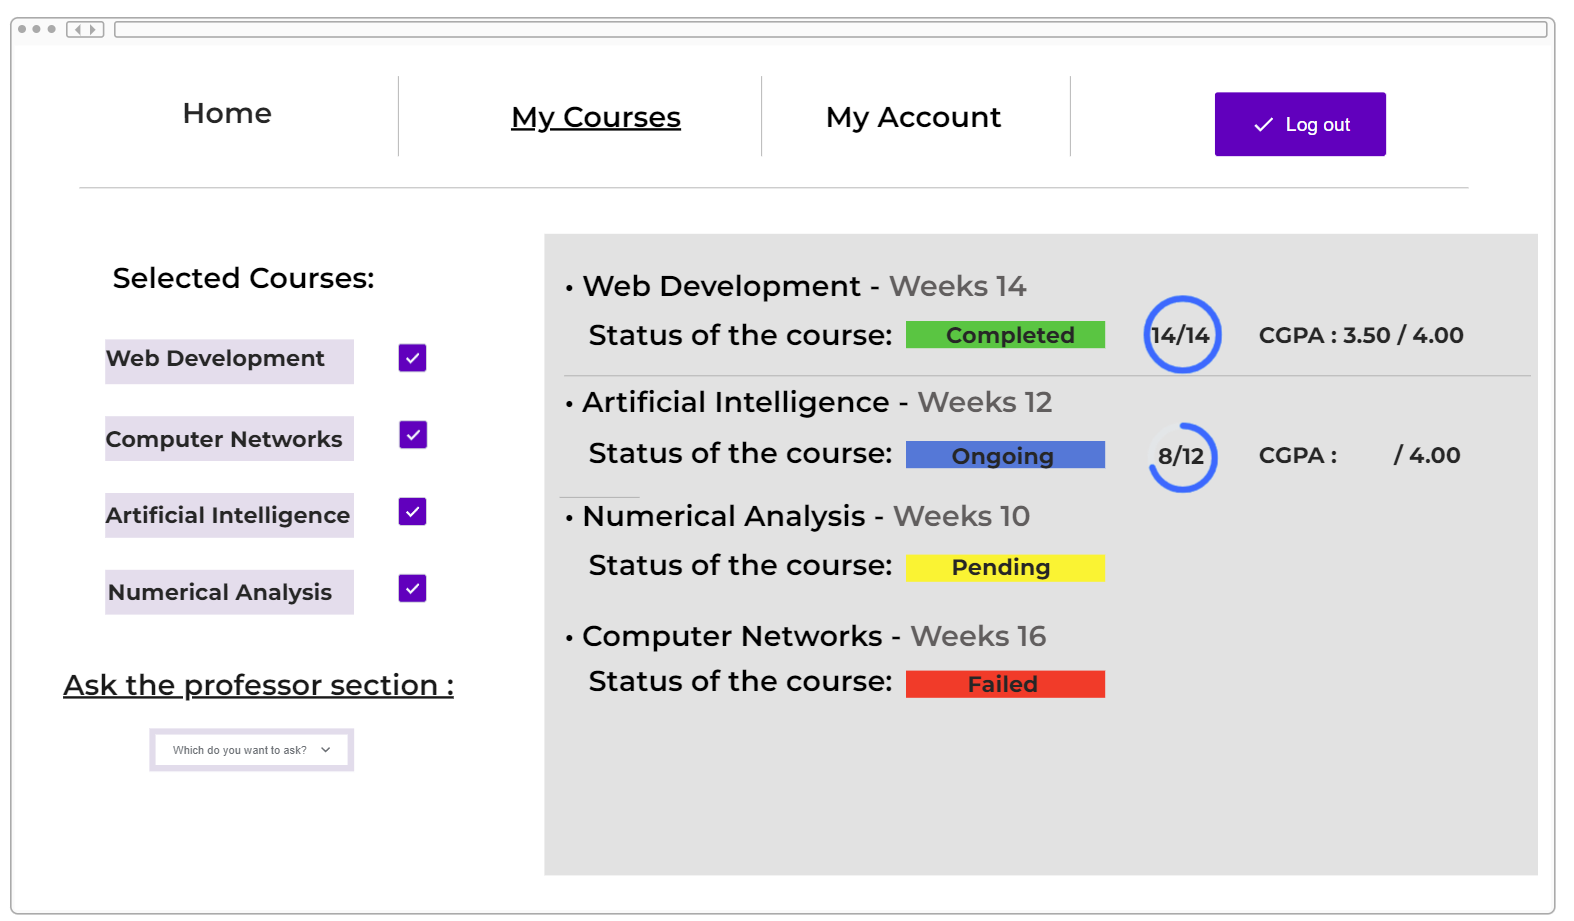 Home
My Courses
My Account
Log out
Selected Courses:
Web Development
Computer Networks
Artificial Intelligence
Numerical Analysis
Ask the professor section :
Which do you want to ask?
• Web Development - Weeks 14
Status of the course: Completed 14/14 CGPA : 3.50 / 4.00
• Artificial Intelligence - Weeks 12
Status of the course: Ongoing 8/12 CGPA : / 4.00
• Numerical Analysis - Weeks 10
Status of the course: Pending
• Computer Networks - Weeks 16
Status of the course: Failed